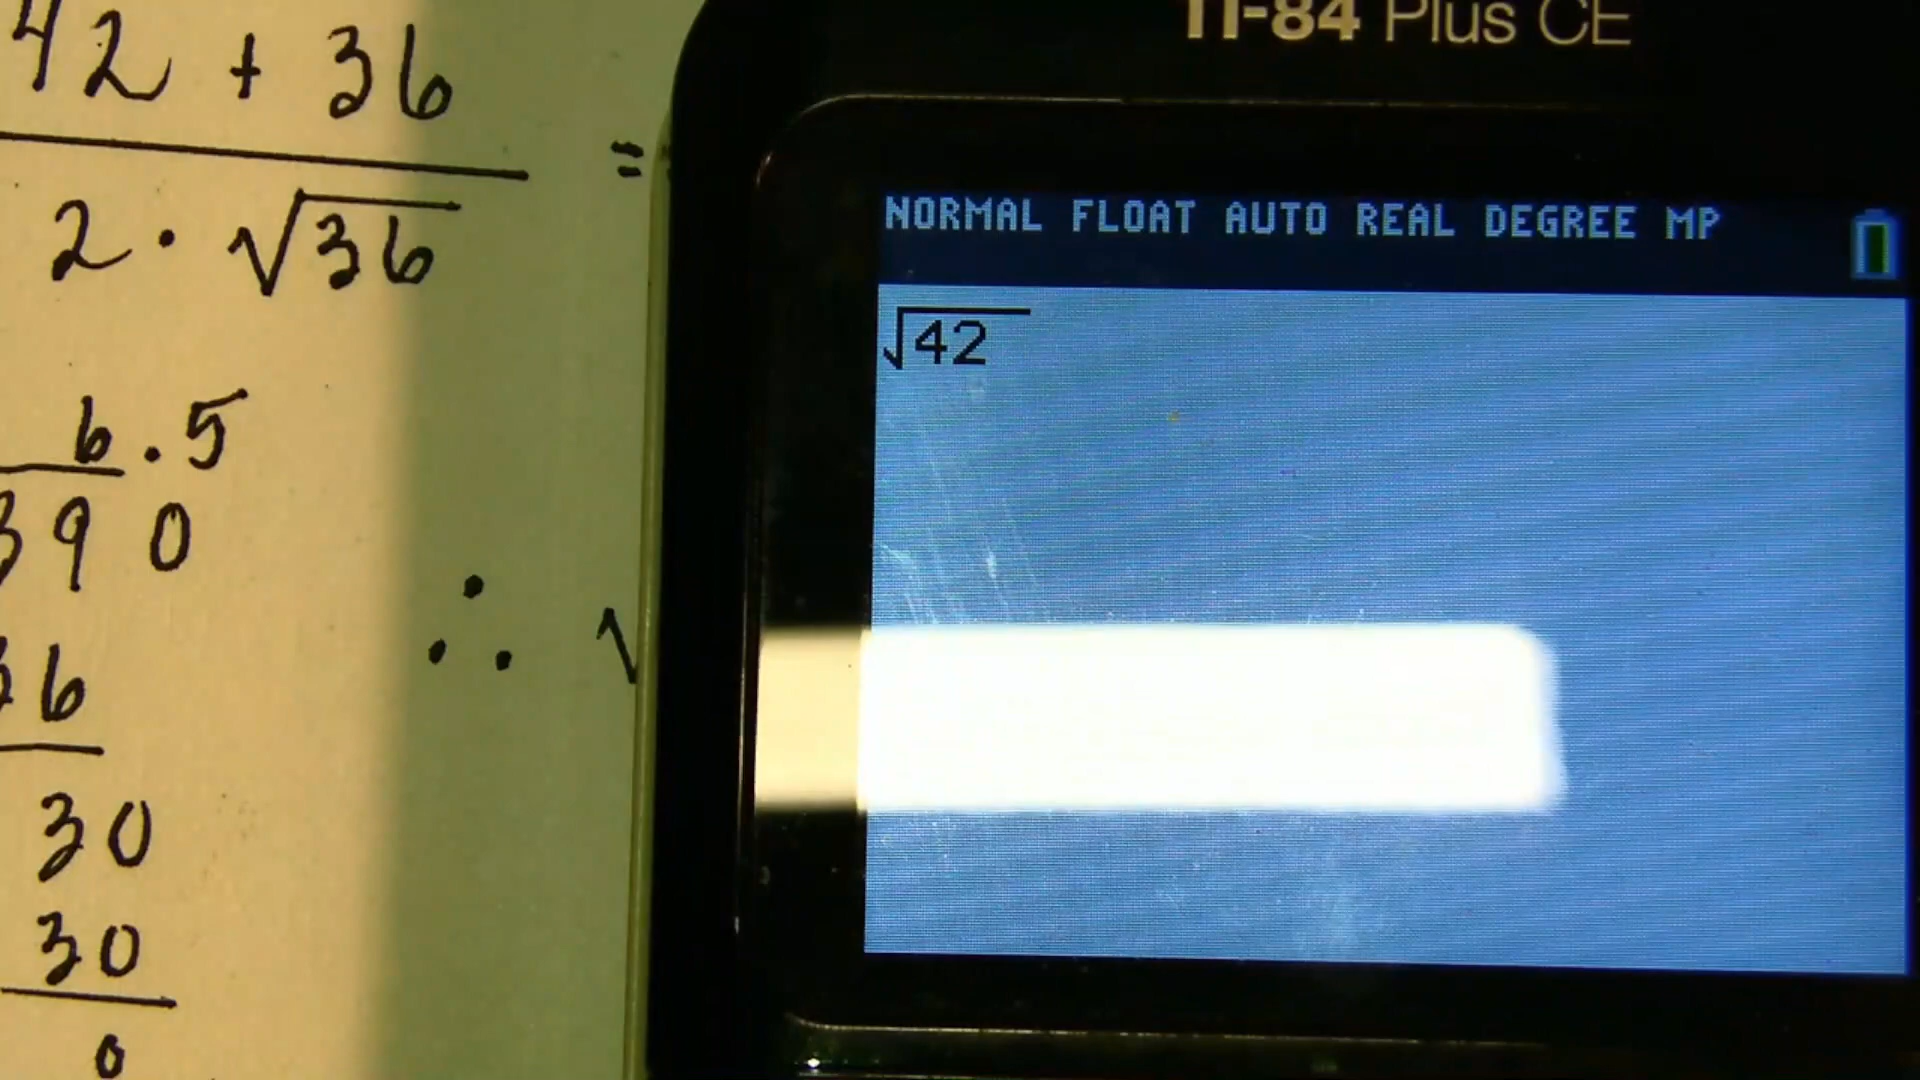 42 + 36
2 · √36
=
6.5
390
36
30
30
0
∴ √
TI-84 Plus CE
NORMAL FLOAT AUTO REAL DEGREE MP
√42